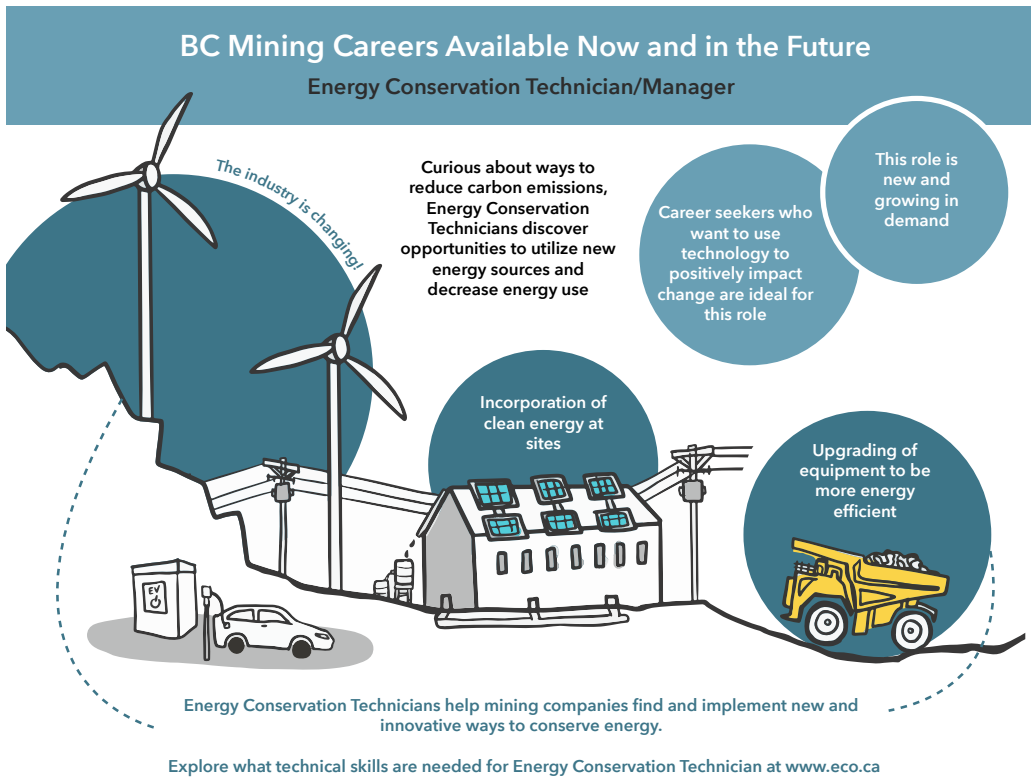 BC Mining Careers Available Now and in the Future
Energy Conservation Technician/Manager
The industry is changing!
Curious about ways to
reduce carbon emissions,
Energy Conservation
Technicians discover
opportunities to utilize new
energy sources and
decrease energy use
Career seekers who
want to use
technology to
positively impact
change are ideal for
this role
This role is
new and
growing in
demand
Incorporation of
clean energy at
sites
Upgrading of
equipment to be
more energy
efficient
EV
Energy Conservation Technicians help mining companies find and implement new and
innovative ways to conserve energy.
Explore what technical skills are needed for Energy Conservation Technician at www.eco.ca